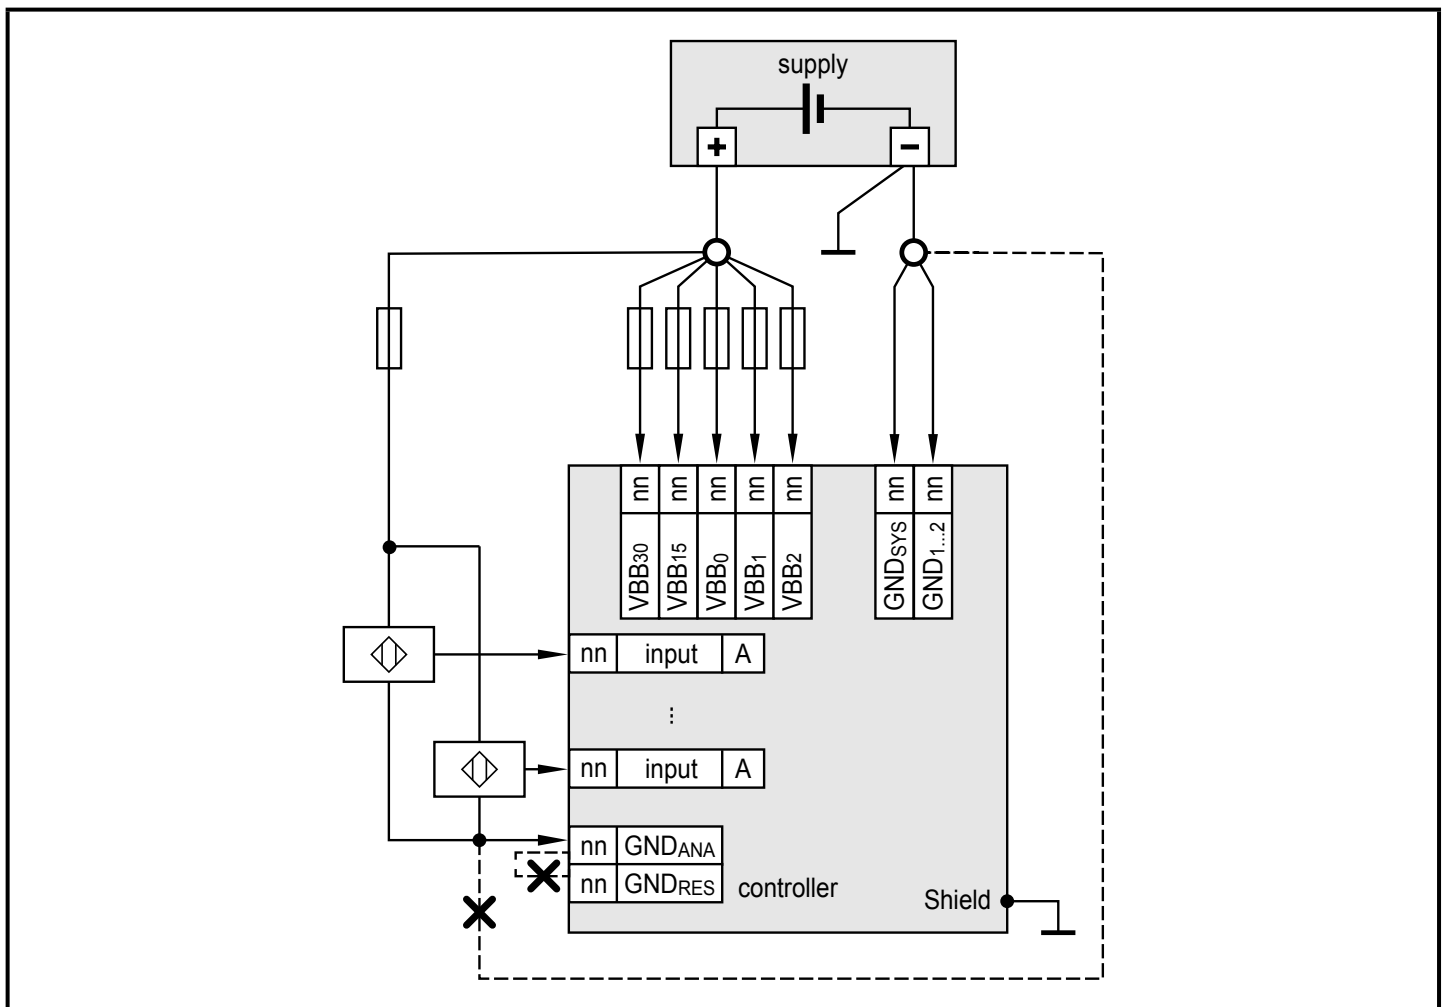 supply
+ −
nn nn nn nn nn nn nn
VBB30 VBB15 VBB0 VBB1 VBB2 GNDSYS GND1...2
nn input A
...
nn input A
nn GNDANA
nn GNDRES
controller
Shield